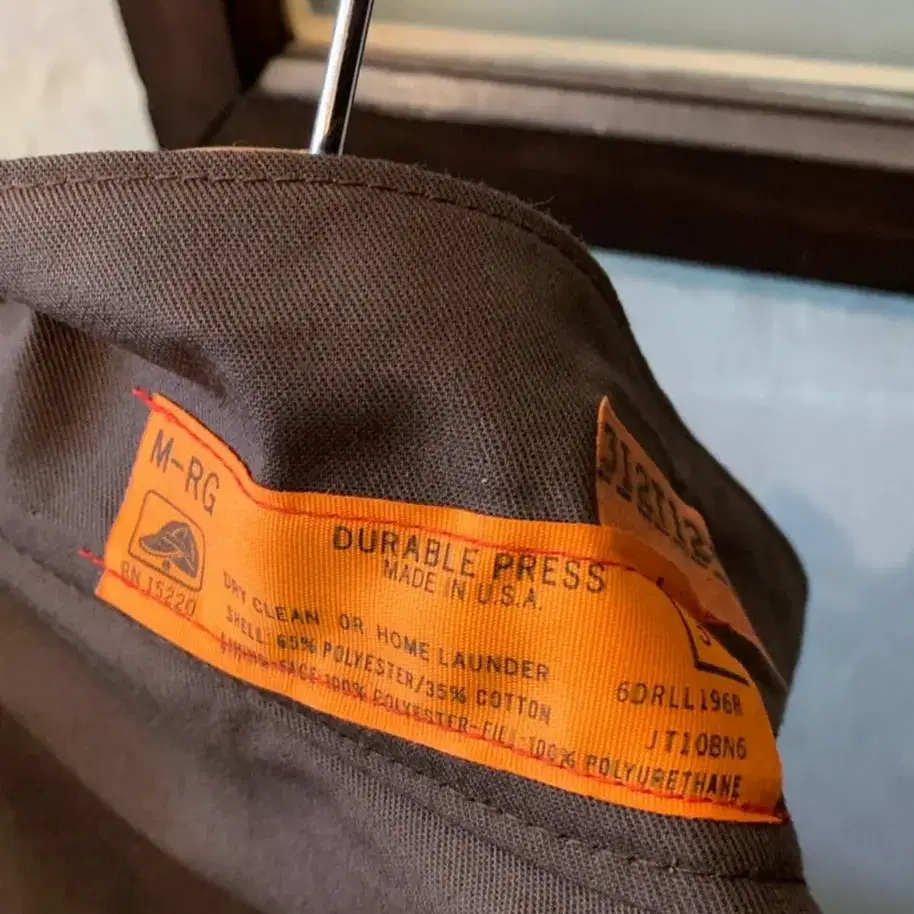 M-RG
RN 15220
DURABLE PRESS
MADE IN U.S.A.
DRY CLEAN OR HOME LAUNDER
SHELL: 65% POLYESTER/35% COTTON
LINING-FACE 100% POLYESTER-FILL 100% POLYURETHANE
6DRLL196R
JT10BN6